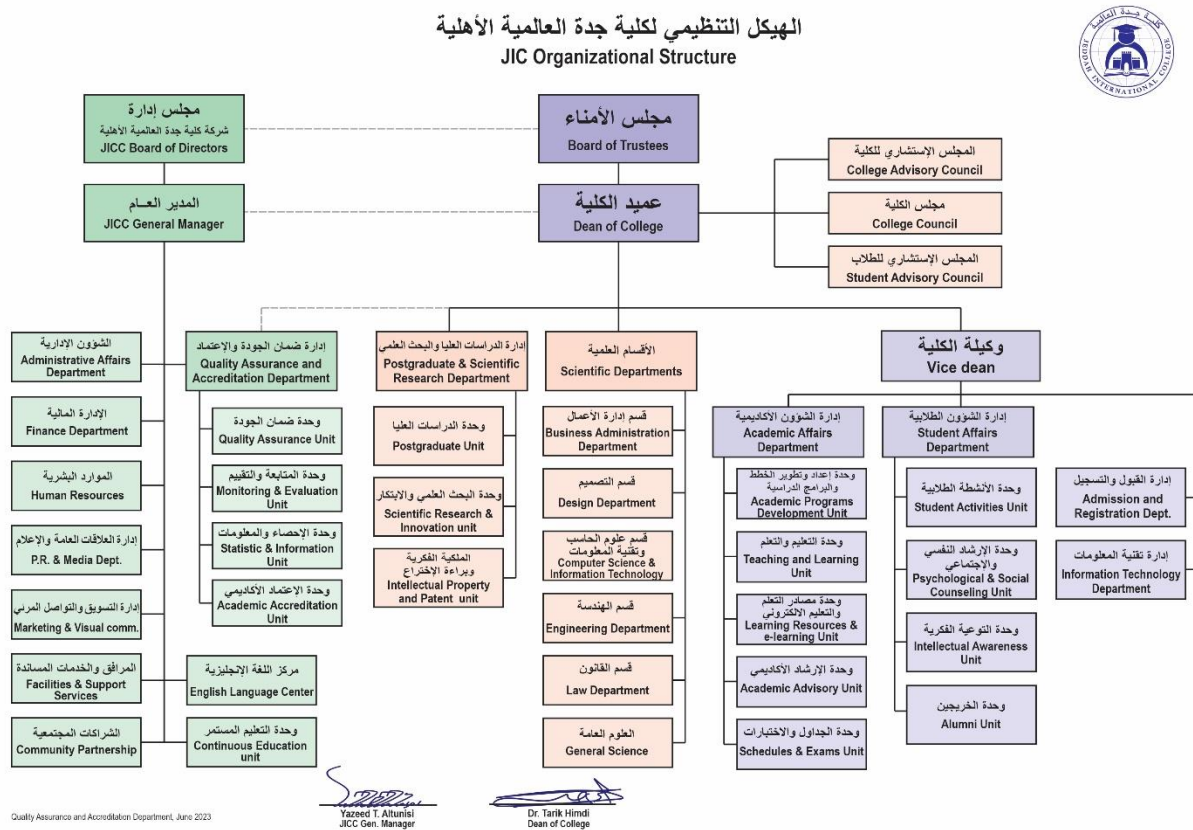 الهيكل التنظيمي لكلية جدة العالمية الأهلية
JIC Organizational Structure
كلية جدة العالمية
JEDDAH INTERNATIONAL COLLEGE
مجلس إدارة
شركة كلية جدة العالمية الأهلية
JICC Board of Directors
مجلس الأمناء
Board of Trustees
المدير العـــام
JICC General Manager
عميد الكلية
Dean of College
المجلس الإستشاري للكلية
College Advisory Council
مجلس الكلية
College Council
المجلس الإستشاري للطلاب
Student Advisory Council
الشؤون الإدارية
Administrative Affairs
Department
الإدارة المالية
Finance Department
الموارد البشرية
Human Resources
إدارة العلاقات العامة والإعلام
P.R. & Media Dept.
إدارة التسويق والتواصل المرئي
Marketing & Visual comm.
المرافق والخدمات المساندة
Facilities & Support
Services
الشراكات المجتمعية
Community Partnership
إدارة ضمان الجودة والإعتماد
Quality Assurance and
Accreditation Department
وحدة ضمان الجودة
Quality Assurance Unit
وحدة المتابعة والتقييم
Monitoring & Evaluation
Unit
وحدة الإحصاء والمعلومات
Statistic & Information
Unit
وحدة الإعتماد الأكاديمي
Academic Accreditation
Unit
مركز اللغة الإنجليزية
English Language Center
وحدة التعليم المستمر
Continuous Education
unit
إدارة الدراسات العليا والبحث العلمي
Postgraduate & Scientific
Research Department
وحدة الدراسات العليا
Postgraduate Unit
وحدة البحث العلمي والابتكار
Scientific Research &
Innovation unit
الملكية الفكرية
وبراءة الإختراع
Intellectual Property
and Patent unit
الأقسام العلمية
Scientific Departments
قسم إدارة الأعمال
Business Administration
Department
قسم التصميم
Design Department
قسم علوم الحاسب
وتقنية المعلومات
Computer Science &
Information Technology
قسم الهندسة
Engineering Department
قسم القانون
Law Department
العلوم العامة
General Science
وكيلة الكلية
Vice dean
إدارة الشؤون الأكاديمية
Academic Affairs
Department
وحدة إعداد وتطوير الخطط
والبرامج الدراسية
Academic Programs
Development Unit
وحدة التعليم والتعلم
Teaching and Learning
Unit
وحدة مصادر التعلم
والتعليم الالكتروني
Learning Resources &
e-learning Unit
وحدة الإرشاد الأكاديمي
Academic Advisory Unit
وحدة الجداول والاختبارات
Schedules & Exams Unit
إدارة الشؤون الطلابية
Student Affairs
Department
وحدة الأنشطة الطلابية
Student Activities Unit
وحدة الإرشاد النفسي
والإجتماعي
Psychological & Social
Counseling Unit
وحدة التوعية الفكرية
Intellectual Awareness
Unit
وحدة الخريجين
Alumni Unit
إدارة القبول والتسجيل
Admission and
Registration Dept.
إدارة تقنية المعلومات
Information Technology
Department
Yazeed T. Altunisi
JICC Gen. Manager
Dr. Tarik Himdi
Dean of College
Quality Assurance and Accreditation Department, June 2023